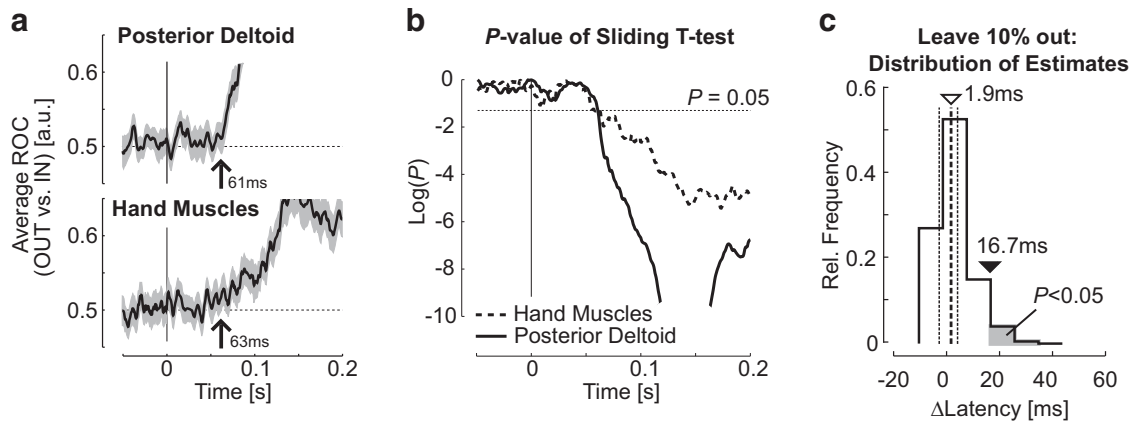 a
Posterior Deltoid
0.6
0.5
61ms
Hand Muscles
0.6
0.5
63ms
Average ROC
(OUT vs. IN) [a.u.]
0
0.1
0.2
Time [s]
b
P-value of Sliding T-test
0
-2
-4
-6
-8
-10
Log(P)
P = 0.05
Hand Muscles
Posterior Deltoid
0
0.1
0.2
Time [s]
c
Leave 10% out:
Distribution of Estimates
0.6
0.4
0.2
0
Rel. Frequency
1.9ms
16.7ms
P<0.05
-20
0
20
40
60
ΔLatency [ms]